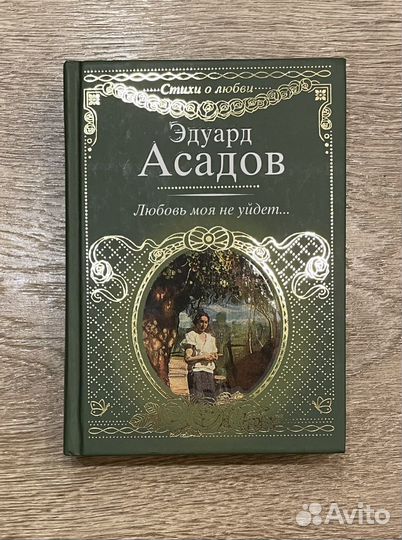 Стихи о любви
Эдуард
Асадов
Любовь моя не уйдет...
Avito